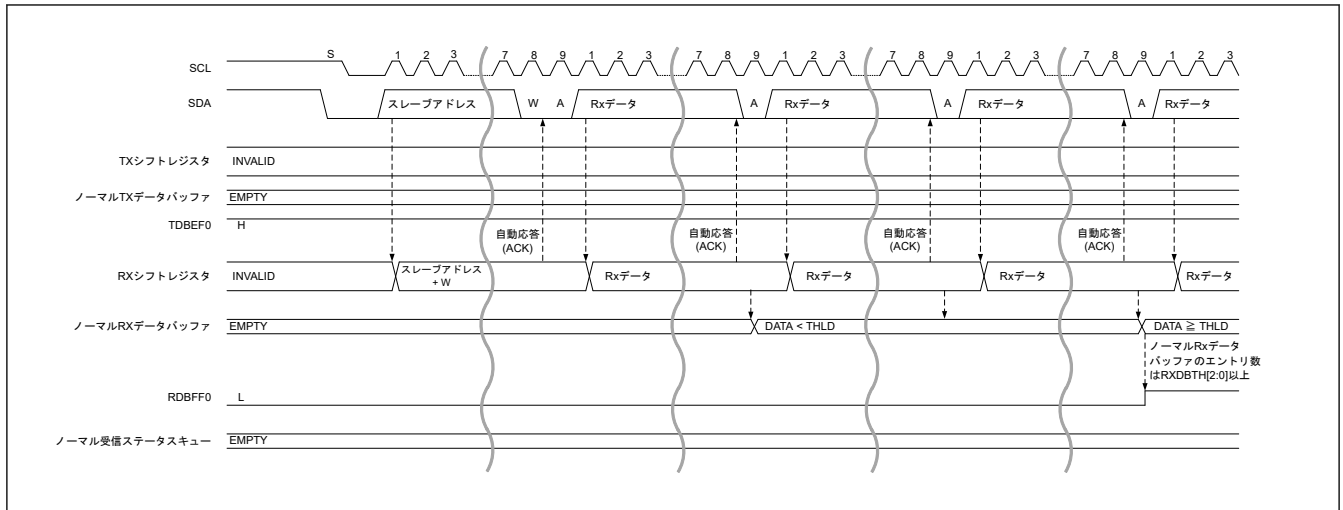 S 1 2 3 7 8 9 1 2 3 7 8 9 1 2 3 7 8 9 1 2 3 7 8 9 1 2 3
SCL
SDA スレーブアドレス W A Rxデータ A Rxデータ A Rxデータ A Rxデータ
TXシフトレジスタ INVALID
ノーマルTXデータバッファ EMPTY
TDBEF0 H
自動応答 自動応答 自動応答 自動応答
(ACK) (ACK) (ACK) (ACK)
RXシフトレジスタ INVALID スレーブアドレス Rxデータ Rxデータ Rxデータ Rxデータ
+ W
ノーマルRXデータバッファ EMPTY DATA < THLD DATA ≧ THLD
ノーマルRxデータ
バッファのエントリ数
はRXDBTH[2:0]以上
RDBFF0 L
ノーマル受信ステータスキュー EMPTY